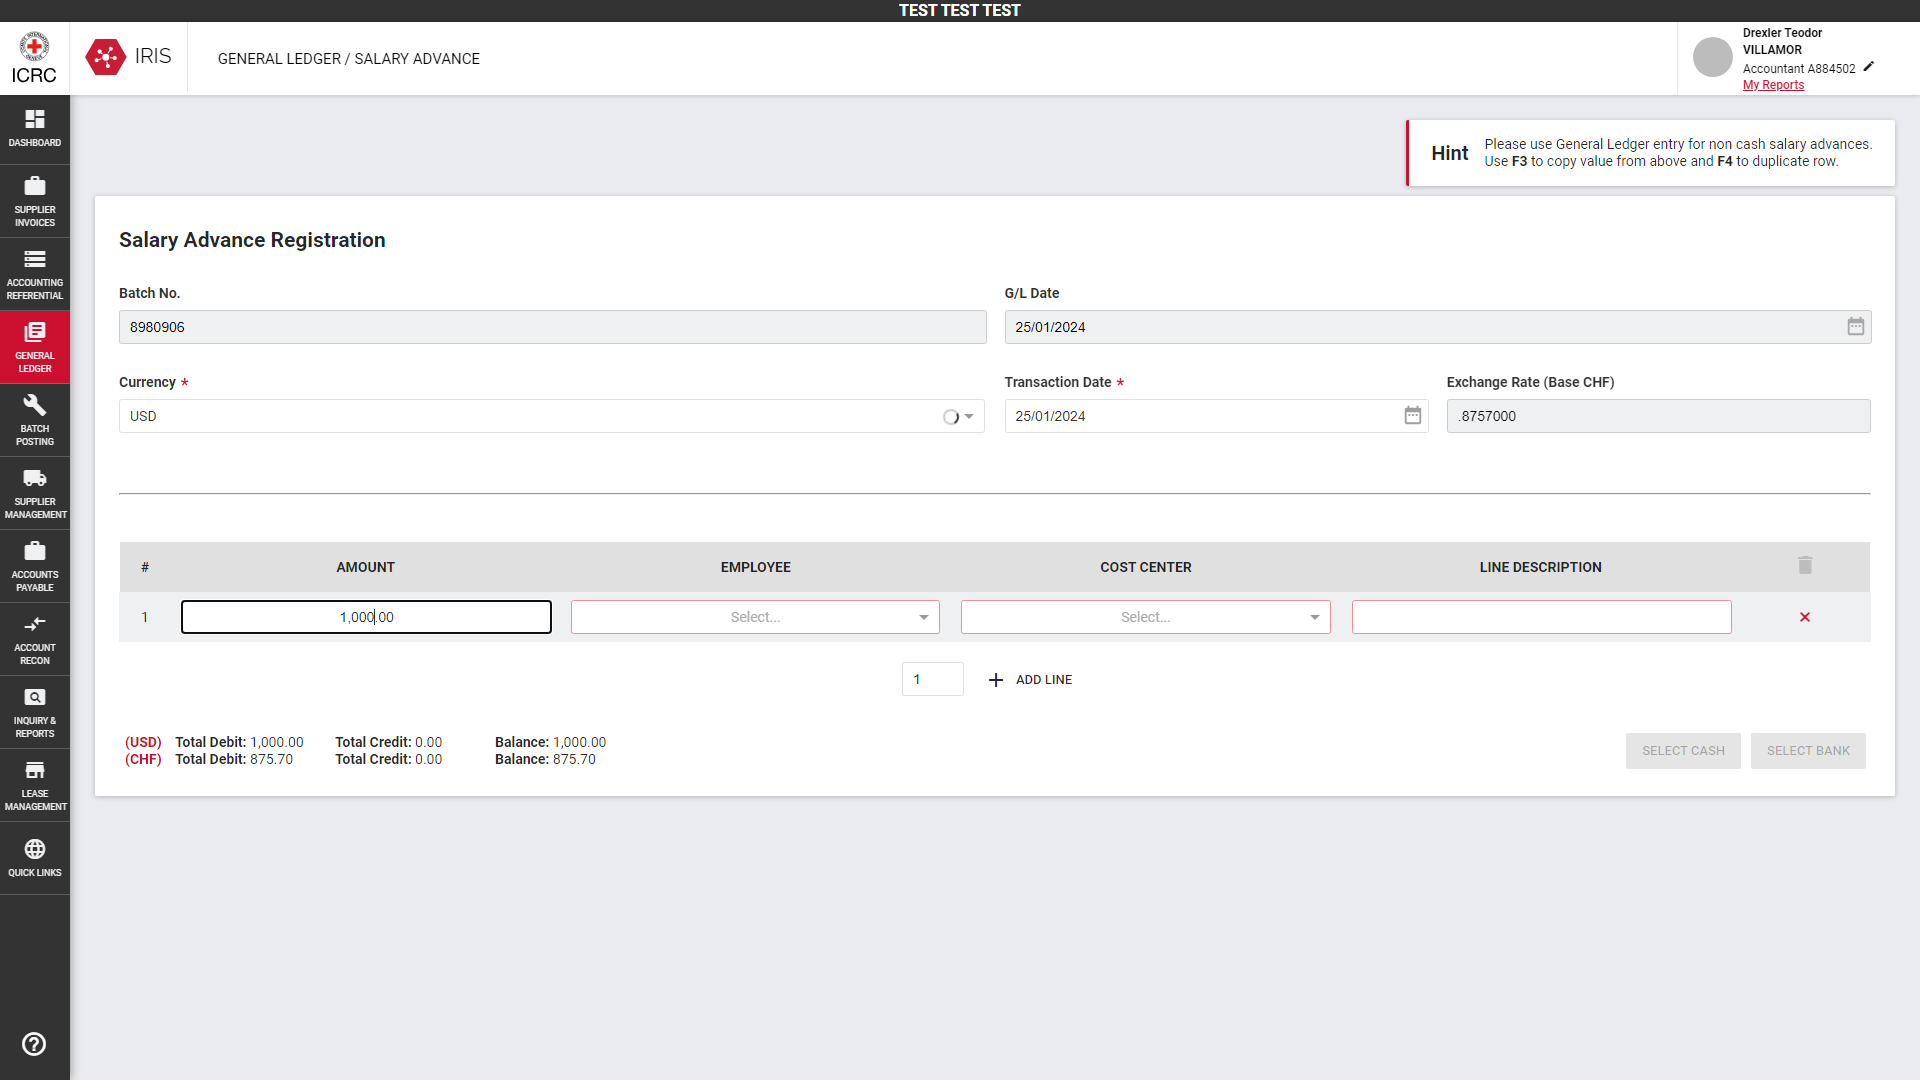 TEST TEST TEST
ICRC
IRIS
GENERAL LEDGER / SALARY ADVANCE
Drexler Teodor
VILLAMOR
Accountant A884502
My Reports
DASHBOARD
SUPPLIER
INVOICES
ACCOUNTING
REFERENTIAL
GENERAL
LEDGER
BATCH
POSTING
SUPPLIER
MANAGEMENT
ACCOUNTS
PAYABLE
ACCOUNT
RECON
INQUIRY &
REPORTS
LEASE
MANAGEMENT
QUICK LINKS
Hint
Please use General Ledger entry for non cash salary advances.
Use F3 to copy value from above and F4 to duplicate row.
Salary Advance Registration
Batch No.
8980906
G/L Date
25/01/2024
Currency *
USD
Transaction Date *
25/01/2024
Exchange Rate (Base CHF)
.8757000
# AMOUNT EMPLOYEE COST CENTER LINE DESCRIPTION
1 1,000.00 Select... Select...
1 ADD LINE
(USD) Total Debit: 1,000.00 Total Credit: 0.00 Balance: 1,000.00
(CHF) Total Debit: 875.70 Total Credit: 0.00 Balance: 875.70
SELECT CASH
SELECT BANK